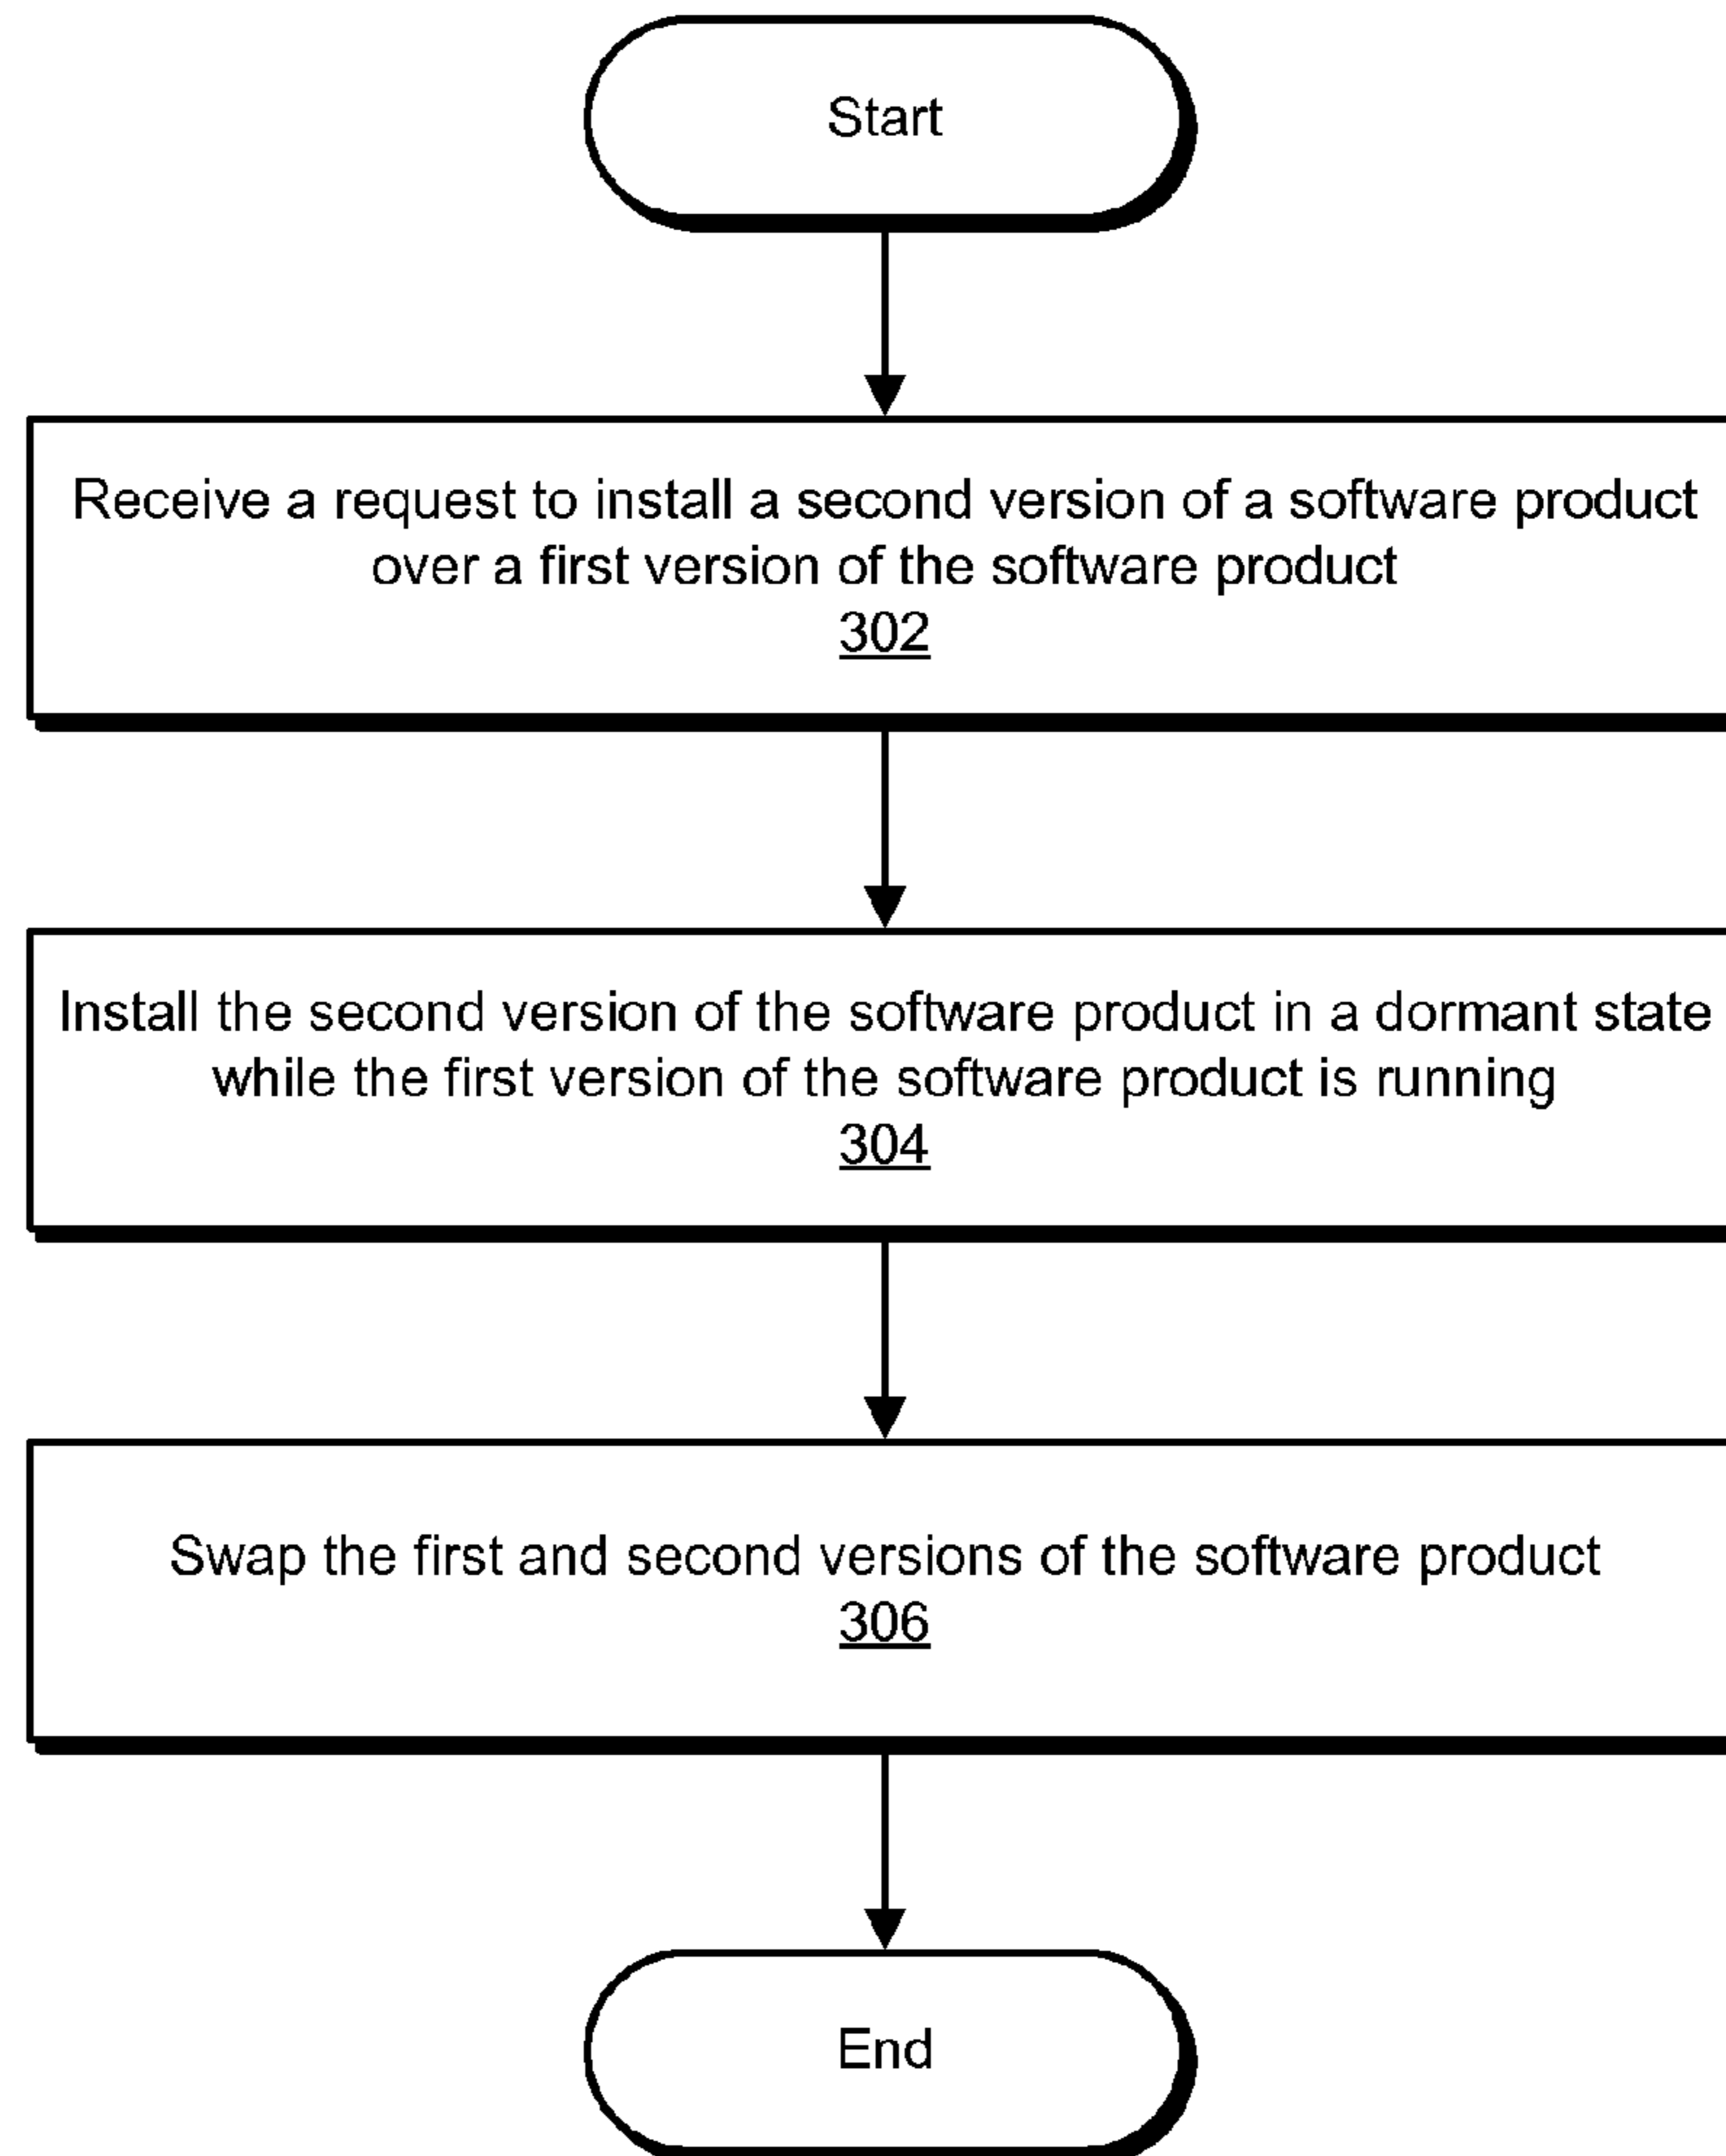 Start
Receive a request to install a second version of a software product
over a first version of the software product
302
Install the second version of the software product in a dormant state
while the first version of the software product is running
304
Swap the first and second versions of the software product
306
End